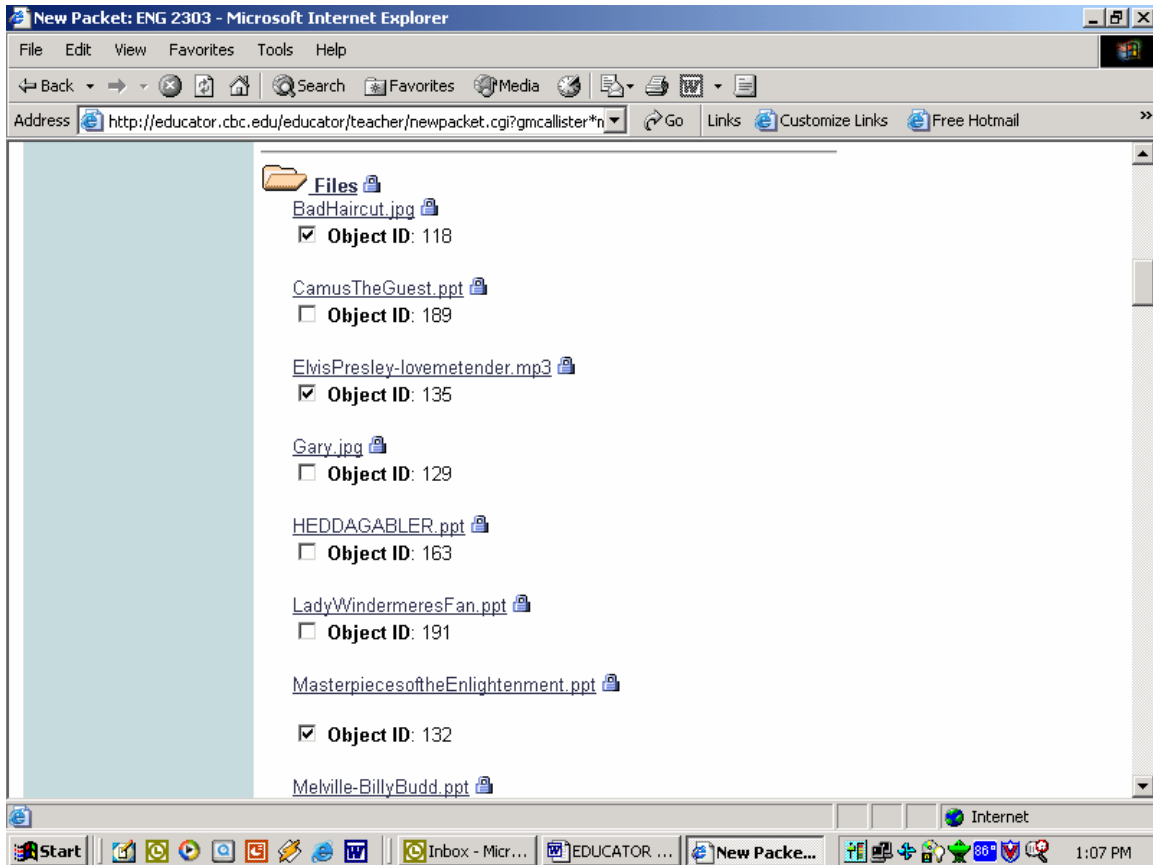 New Packet: ENG 2303 - Microsoft Internet Explorer
File Edit View Favorites Tools Help
Back Search Favorites Media
Address http://educator.cbc.edu/educator/teacher/newpacket.cgi?gmcallister*n Go Links Customize Links Free Hotmail »
Files
BadHaircut.jpg
Object ID: 118
CamusTheGuest.ppt
Object ID: 189
ElvisPresley-lovemetender.mp3
Object ID: 135
Gary.jpg
Object ID: 129
HEDDAGABLER.ppt
Object ID: 163
LadyWindermeresFan.ppt
Object ID: 191
MasterpiecesoftheEnlightenment.ppt
Object ID: 132
Melville-BillyBudd.ppt
Internet
Start Inbox - Micr... EDUCATOR ... New Packe... 86° 1:07 PM